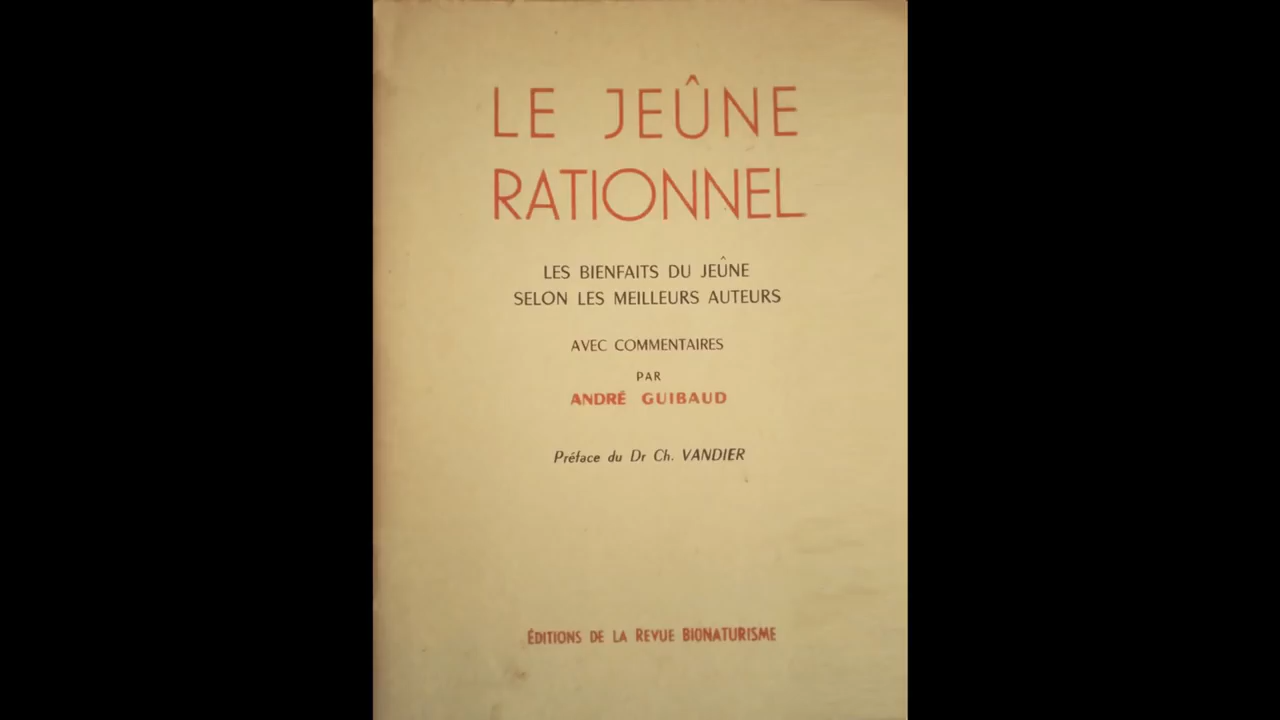 LE JEÛNE
RATIONNEL
LES BIENFAITS DU JEÛNE
SELON LES MEILLEURS AUTEURS
AVEC COMMENTAIRES
PAR
ANDRÉ GUIBAUD
Préface du Dr Ch. VANDIER
ÉDITIONS DE LA REVUE BIONATURISME